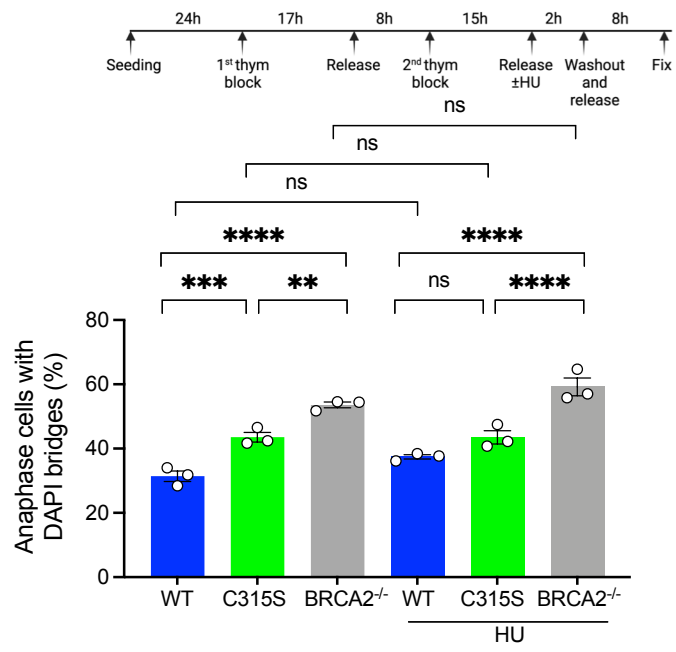 24h 17h 8h 15h 2h 8h
Seeding 1st thym Release 2nd thym Release Washout Fix
block block ±HU and
release
ns
ns
ns
**** ****
*** ** ns ****
80
60
40
20
0
Anaphase cells with
DAPI bridges (%)
WT C315S BRCA2-/- WT C315S BRCA2-/-
HU